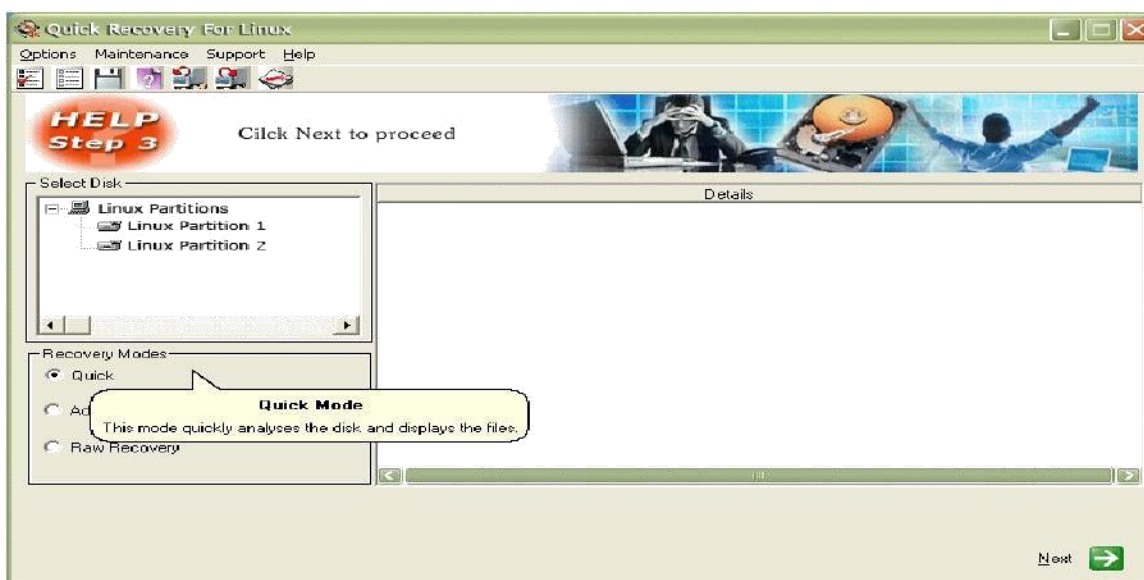 Quick Recovery For Linux
Options Maintenance Support Help
HELP
Step 3
Cilck Next to proceed
Select Disk
Details
Linux Partitions
Linux Partition 1
Linux Partition 2
Recovery Modes
Quick
Quick Mode
Ad
This mode quickly analyses the disk and displays the files.
Raw Recovery
Next